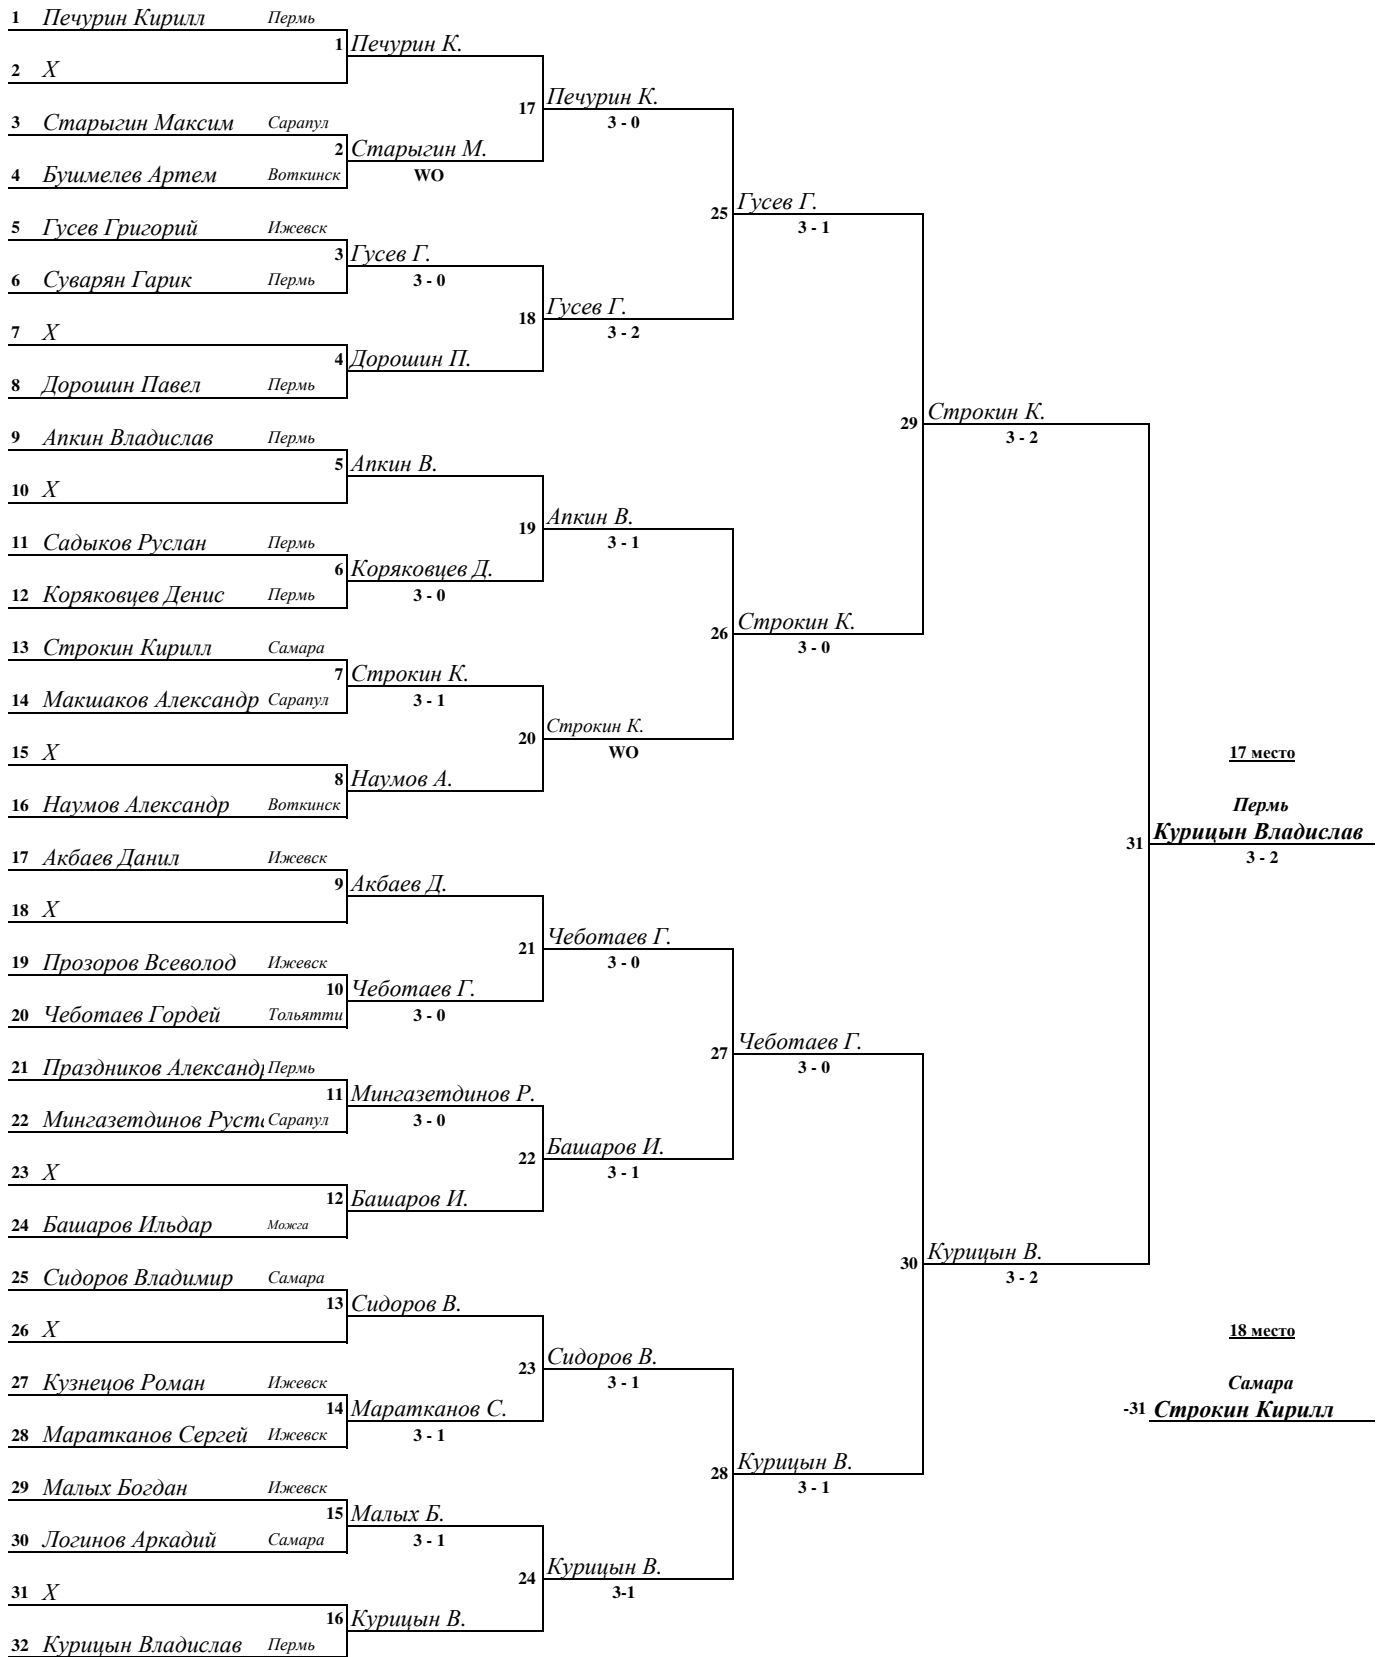 1 Печурин Кирилл Пермь
1 Печурин К.
2 X
17 Печурин К.
3 - 0
3 Старыгин Максим Сарапул
2 Старыгин М.
WO
4 Бушмелев Артем Воткинск
25 Гусев Г.
3 - 1
5 Гусев Григорий Ижевск
3 Гусев Г.
3 - 0
6 Суварян Гарик Пермь
18 Гусев Г.
3 - 2
7 X
4 Дорошин П.
8 Дорошин Павел Пермь
29 Строкин К.
3 - 2
9 Апкин Владислав Пермь
5 Апкин В.
10 X
19 Апкин В.
3 - 1
11 Садыков Руслан Пермь
6 Коряковцев Д.
3 - 0
12 Коряковцев Денис Пермь
26 Строкин К.
3 - 0
13 Строкин Кирилл Самара
7 Строкин К.
3 - 1
14 Макшаков Александр Сарапул
20 Строкин К.
WO
15 X
8 Наумов А.
16 Наумов Александр Воткинск
17 место
Пермь
31 Курицын Владислав
3 - 2
17 Акбаев Данил Ижевск
9 Акбаев Д.
18 X
21 Чеботаев Г.
3 - 0
19 Прозоров Всеволод Ижевск
10 Чеботаев Г.
3 - 0
20 Чеботаев Гордей Тольятти
27 Чеботаев Г.
3 - 0
21 Праздников Александ Пермь
11 Мингазетдинов Р.
3 - 0
22 Мингазетдинов Руст Сарапул
22 Башаров И.
3 - 1
23 X
12 Башаров И.
24 Башаров Ильдар Можга
30 Курицын В.
3 - 2
25 Сидоров Владимир Самара
13 Сидоров В.
26 X
23 Сидоров В.
3 - 1
27 Кузнецов Роман Ижевск
14 Маратканов С.
3 - 1
28 Маратканов Сергей Ижевск
18 место
Самара
-31 Строкин Кирилл
28 Курицын В.
3 - 1
29 Малых Богдан Ижевск
15 Малых Б.
3 - 1
30 Логинов Аркадий Самара
24 Курицын В.
3-1
31 X
16 Курицын В.
32 Курицын Владислав Пермь